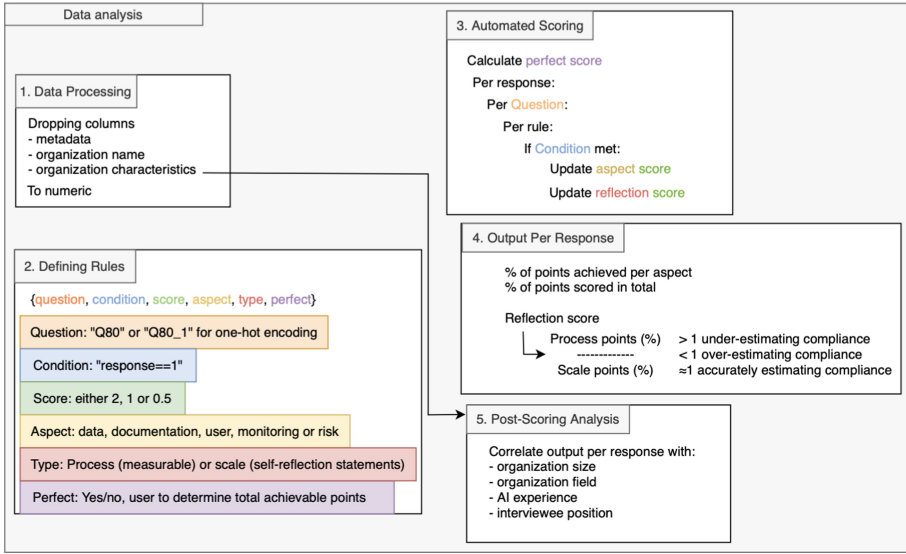 Data analysis
1. Data Processing
Dropping columns
- metadata
- organization name
- organization characteristics
To numeric
2. Defining Rules
{question, condition, score, aspect, type, perfect}
Question: "Q80" or "Q80_1" for one-hot encoding
Condition: "response==1"
Score: either 2, 1 or 0.5
Aspect: data, documentation, user, monitoring or risk
Type: Process (measurable) or scale (self-reflection statements)
Perfect: Yes/no, user to determine total achievable points
3. Automated Scoring
Calculate perfect score
Per response:
Per Question:
Per rule:
If Condition met:
Update aspect score
Update reflection score
4. Output Per Response
% of points achieved per aspect
% of points scored in total
Reflection score
Process points (%) > 1 under-estimating compliance
------------- < 1 over-estimating compliance
Scale points (%) ≈1 accurately estimating compliance
5. Post-Scoring Analysis
Correlate output per response with:
- organization size
- organization field
- AI experience
- interviewee position